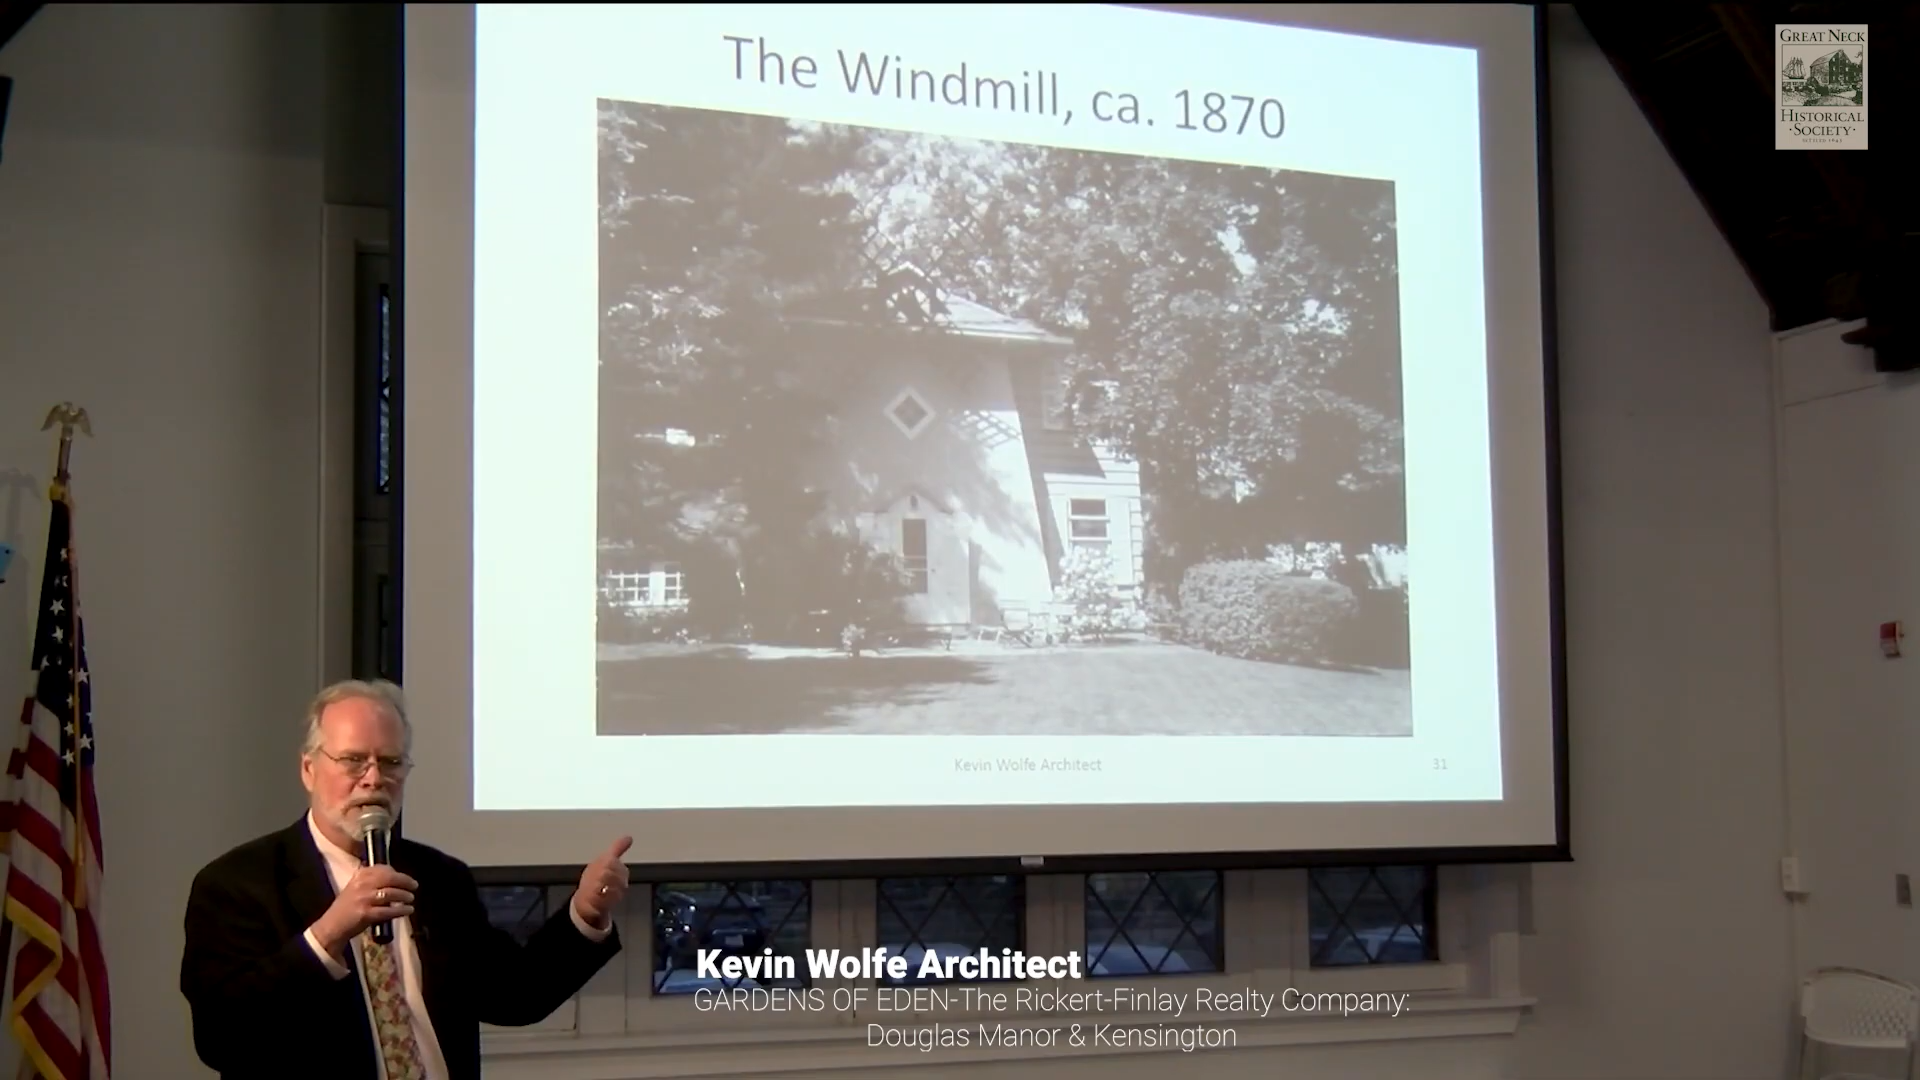 The Windmill, ca. 1870
GREAT NECK
HISTORICAL
·SOCIETY·
Kevin Wolfe Architect
31
Kevin Wolfe Architect
GARDENS OF EDEN-The Rickert-Finlay Realty Company:
Douglas Manor & Kensington